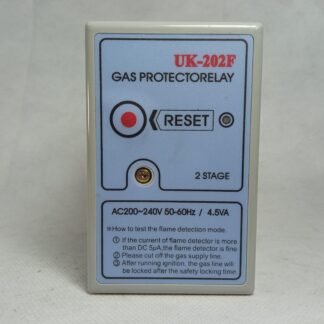 UK-202F
GAS PROTECTORELAY
RESET
2 STAGE
AC200~240V 50-60Hz / 4.5VA
※How to test the flame detection mode.
① If the current of flame detector is more
than DC 5μA,the flame detector is fine
② Please cut off the gas supply line.
③ After running ignition, the gas line will
be locked after the safety locking time.